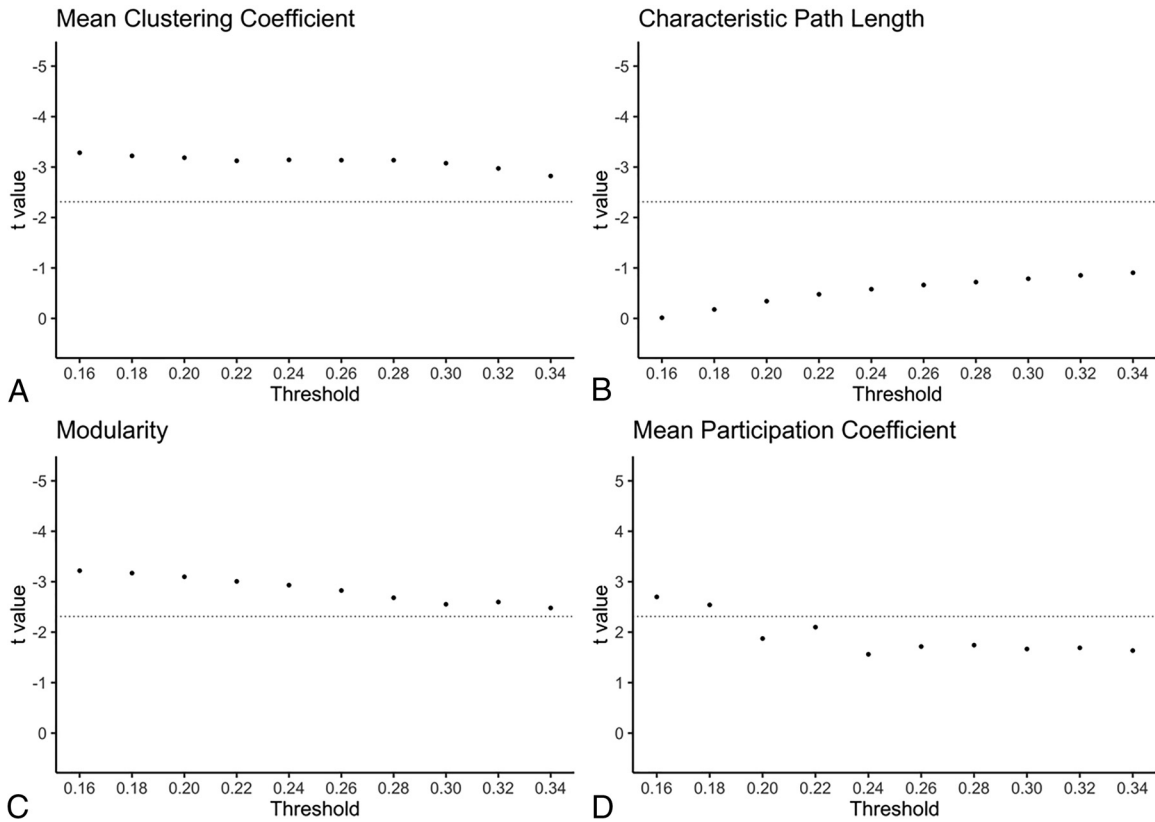 Mean Clustering Coefficient
-5
-4
-3
-2
-1
0
t value
0.16 0.18 0.20 0.22 0.24 0.26 0.28 0.30 0.32 0.34
Threshold
A
Characteristic Path Length
-5
-4
-3
-2
-1
0
t value
0.16 0.18 0.20 0.22 0.24 0.26 0.28 0.30 0.32 0.34
Threshold
B
Modularity
-5
-4
-3
-2
-1
0
t value
0.16 0.18 0.20 0.22 0.24 0.26 0.28 0.30 0.32 0.34
Threshold
C
Mean Participation Coefficient
5
4
3
2
1
0
t value
0.16 0.18 0.20 0.22 0.24 0.26 0.28 0.30 0.32 0.34
Threshold
D